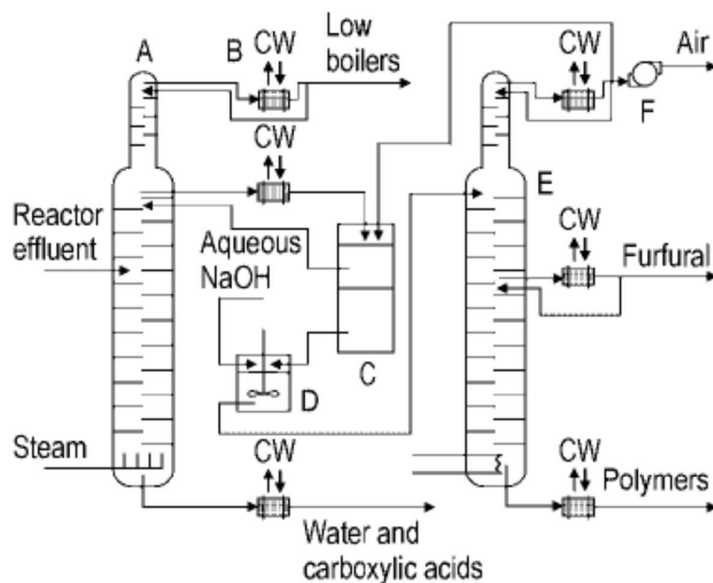 A
B
CW
Low
boilers
CW
Air
F
CW
Reactor
effluent
Aqueous
NaOH
E
CW
Furfural
C
D
Steam
CW
Water and
carboxylic acids
CW
Polymers